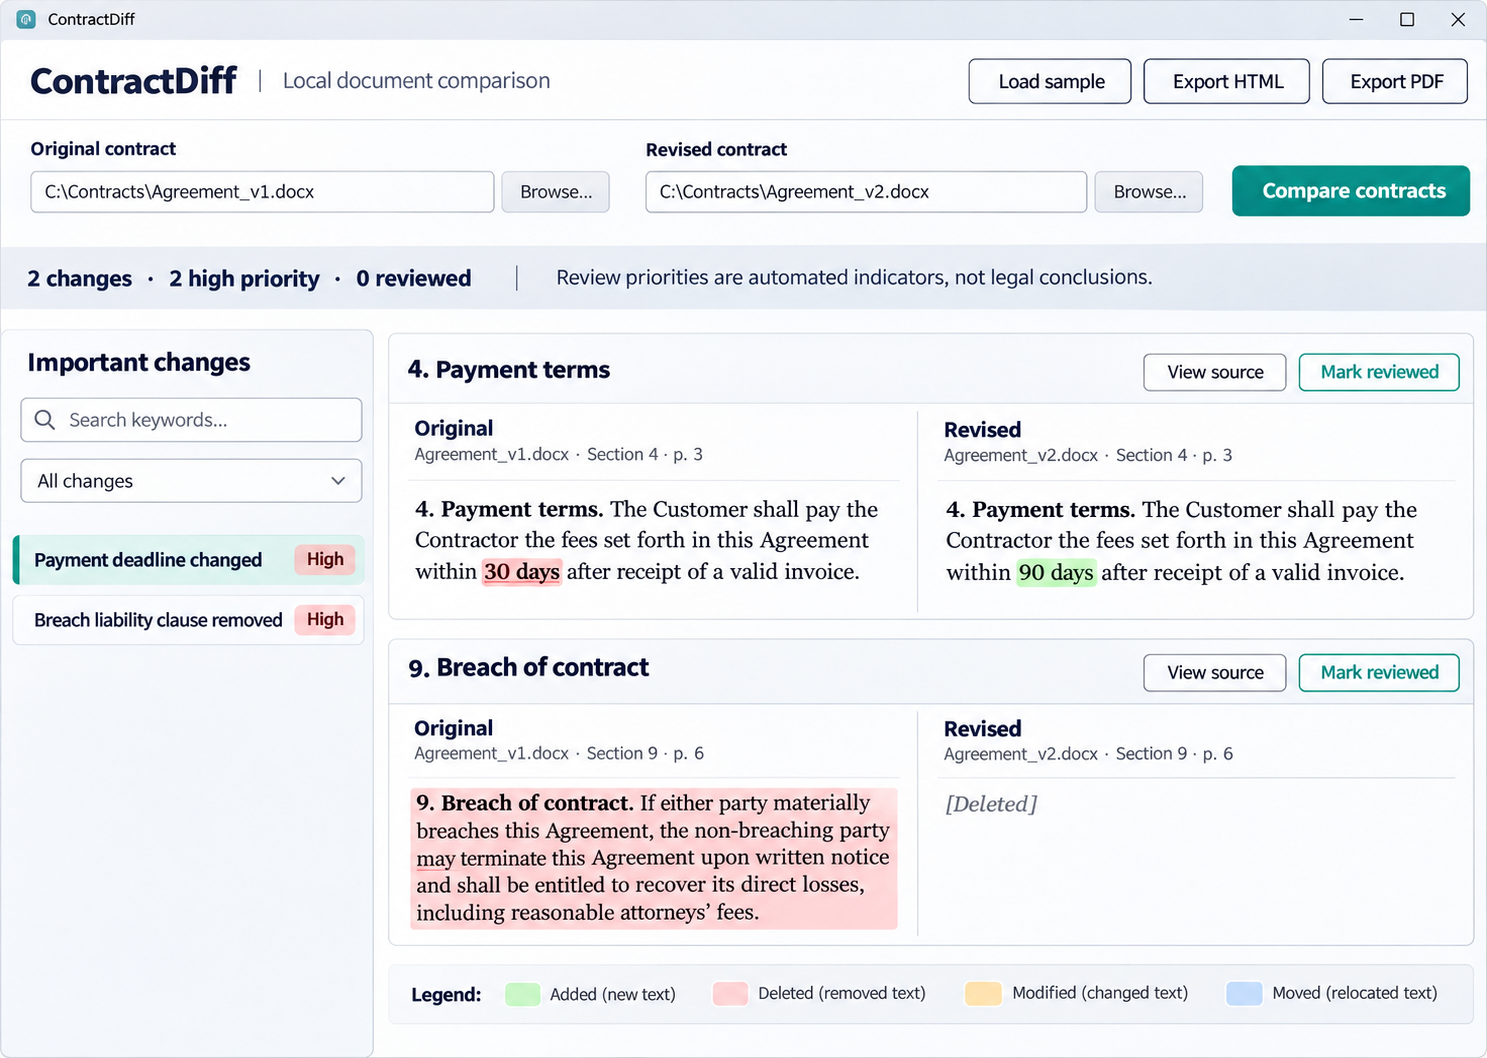 ContractDiff
ContractDiff | Local document comparison
Load sample
Export HTML
Export PDF
Original contract
C:\Contracts\Agreement_v1.docx
Browse...
Revised contract
C:\Contracts\Agreement_v2.docx
Browse...
Compare contracts
2 changes · 2 high priority · 0 reviewed
Review priorities are automated indicators, not legal conclusions.
Important changes
Search keywords...
All changes
Payment deadline changed High
Breach liability clause removed High
4. Payment terms
View source
Mark reviewed
Original
Agreement_v1.docx · Section 4 · p. 3
4. Payment terms. The Customer shall pay the
Contractor the fees set forth in this Agreement
within 30 days after receipt of a valid invoice.
Revised
Agreement_v2.docx · Section 4 · p. 3
4. Payment terms. The Customer shall pay the
Contractor the fees set forth in this Agreement
within 90 days after receipt of a valid invoice.
9. Breach of contract
View source
Mark reviewed
Original
Agreement_v1.docx · Section 9 · p. 6
9. Breach of contract. If either party materially
breaches this Agreement, the non-breaching party
may terminate this Agreement upon written notice
and shall be entitled to recover its direct losses,
including reasonable attorneys’ fees.
Revised
Agreement_v2.docx · Section 9 · p. 6
[Deleted]
Legend:
Added (new text)
Deleted (removed text)
Modified (changed text)
Moved (relocated text)